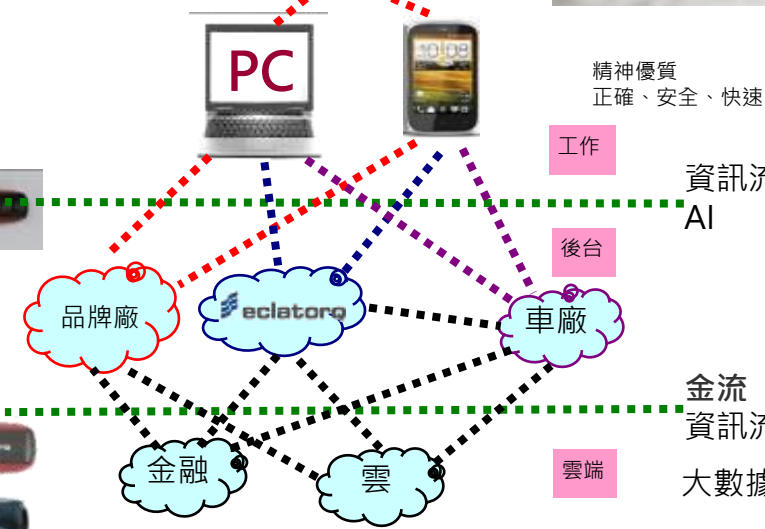 PC
10:08
精神優質
正確、安全、快速
工作
資訊流
AI
後台
品牌廠
eclatorq
車廠
金流
資訊流
大數據
金融
雲
雲端